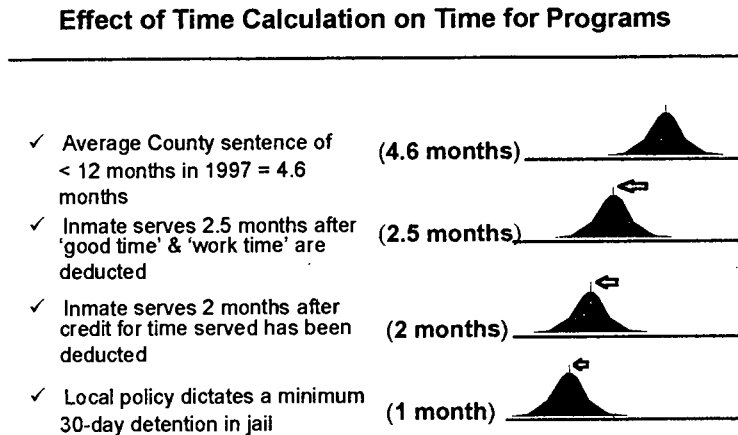 Effect of Time Calculation on Time for Programs
✓ Average County sentence of
< 12 months in 1997 = 4.6
months
(4.6 months)
✓ Inmate serves 2.5 months after
'good time' & 'work time' are
deducted
(2.5 months)
✓ Inmate serves 2 months after
credit for time served has been
deducted
(2 months)
✓ Local policy dictates a minimum
30-day detention in jail
(1 month)